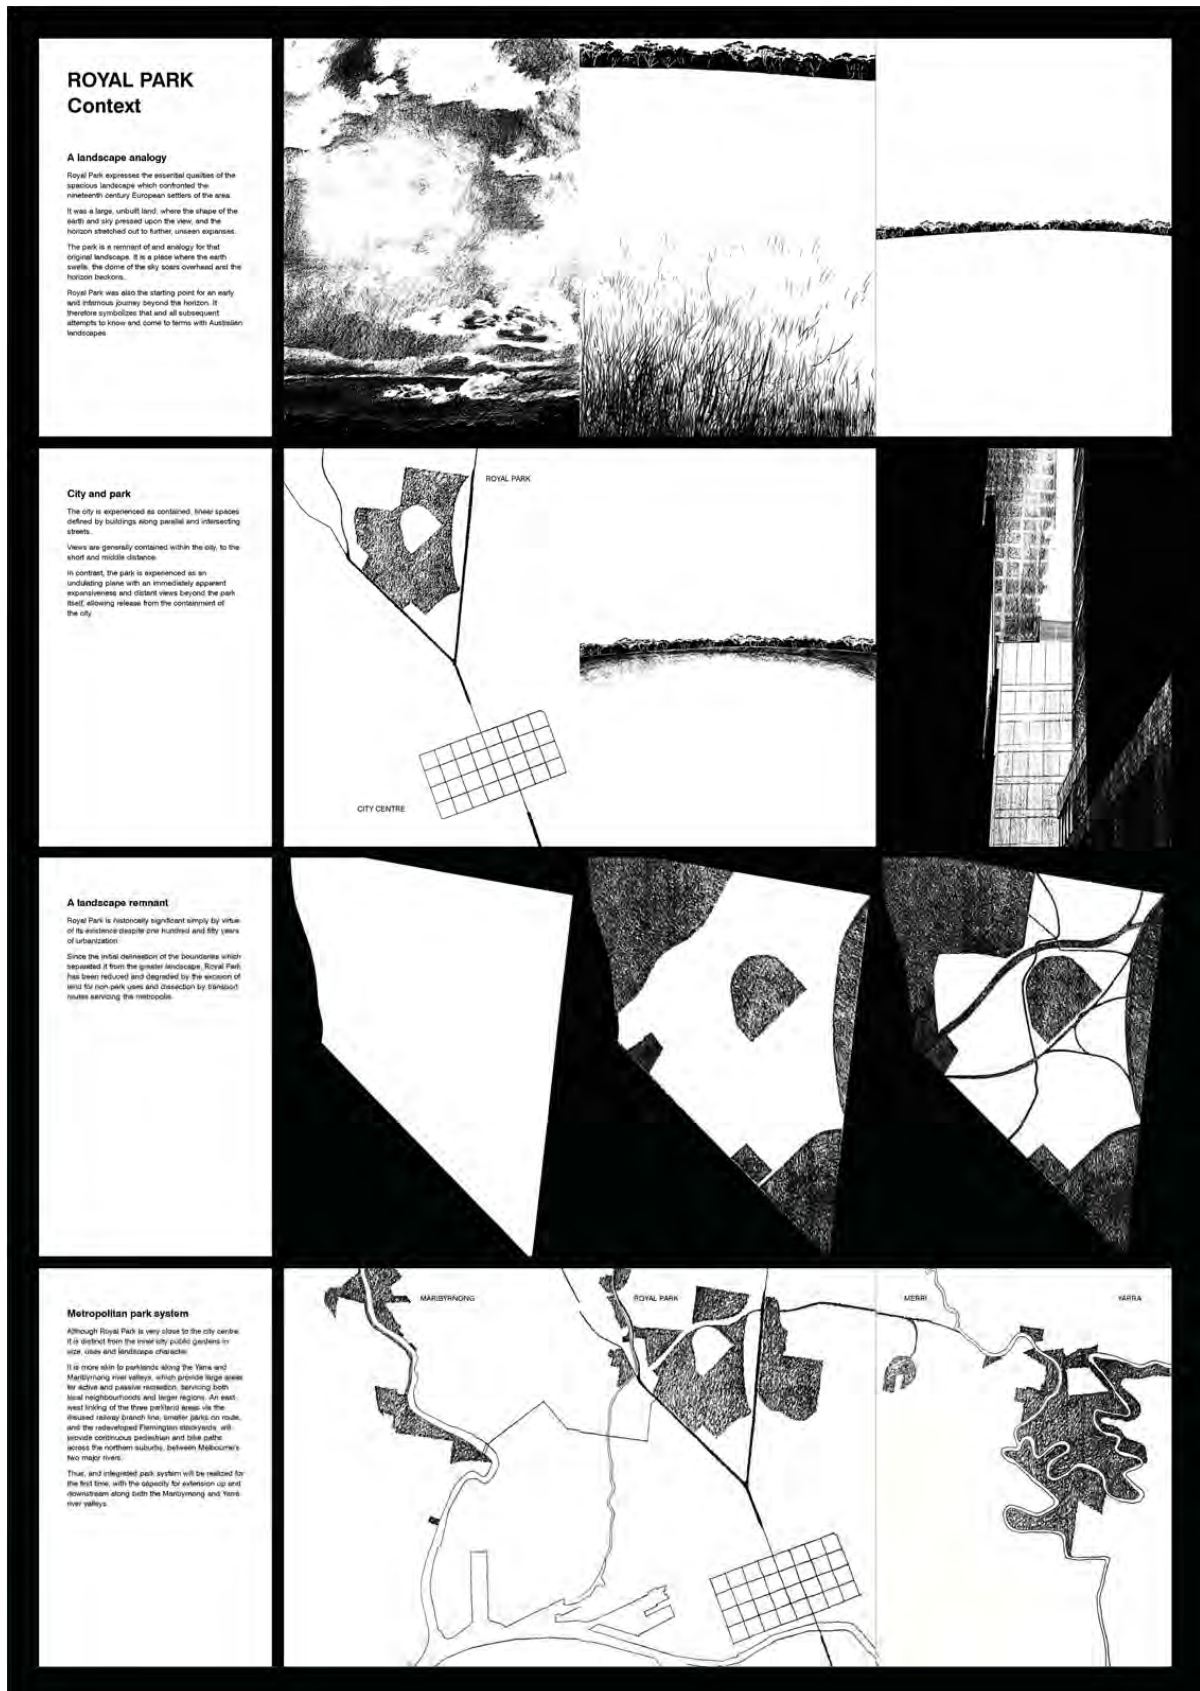 ROYAL PARK
Context
A landscape analogy
Royal Park expresses the essential qualities of the
spacious landscape which confronted the
nineteenth century European settlers of the area.
It was a large, unbuilt land, where the shape of the
earth and sky pressed upon the view, and the
horizon stretched out to further, unseen expanses.
The park is a remnant of and analogy for that
original landscape. It is a place where the earth
swells, the dome of the sky soars overhead and the
horizon beckons.
Royal Park was also the starting point for an early
and infamous journey beyond the horizon. It
therefore symbolizes that and all subsequent
attempts to know and come to terms with Australian
landscapes.
City and park
The city is experienced as contained, linear spaces
defined by buildings along parallel and intersecting
streets.
Views are generally contained within the city, to the
short and middle distance.
In contrast, the park is experienced as an
undulating plane with an immediately apparent
expansiveness and distant views beyond the park
itself, allowing release from the containment of
the city.
ROYAL PARK
CITY CENTRE
A landscape remnant
Royal Park is historically significant simply by virtue
of its existence despite one hundred and fifty years
of urbanization.
Since the initial delineation of the boundaries which
separated it from the greater landscape, Royal Park
has been reduced and degraded by the excision of
land for non-park uses and dissection by transport
routes servicing the metropolis.
Metropolitan park system
Although Royal Park is very close to the city centre
it is distinct from the inner city public gardens in
size, uses and landscape character.
It is more akin to parklands along the Yarra and
Maribyrnong river valleys, which provide large areas
for active and passive recreation, servicing both
local neighbourhoods and larger regions. An east
west linking of the three parkland areas via the
disused railway branch line, smaller parks on route,
and the redeveloped Flemington stockyards, will
provide continuous pedestrian and bike paths
across the northern suburbs, between Melbourne's
two major rivers.
Thus, and integrated park system will be realized for
the first time, with the capacity for extension up and
downstream along both the Maribyrnong and Yarra
river valleys.
MARIBYRNONG
ROYAL PARK
MERRI
YARRA